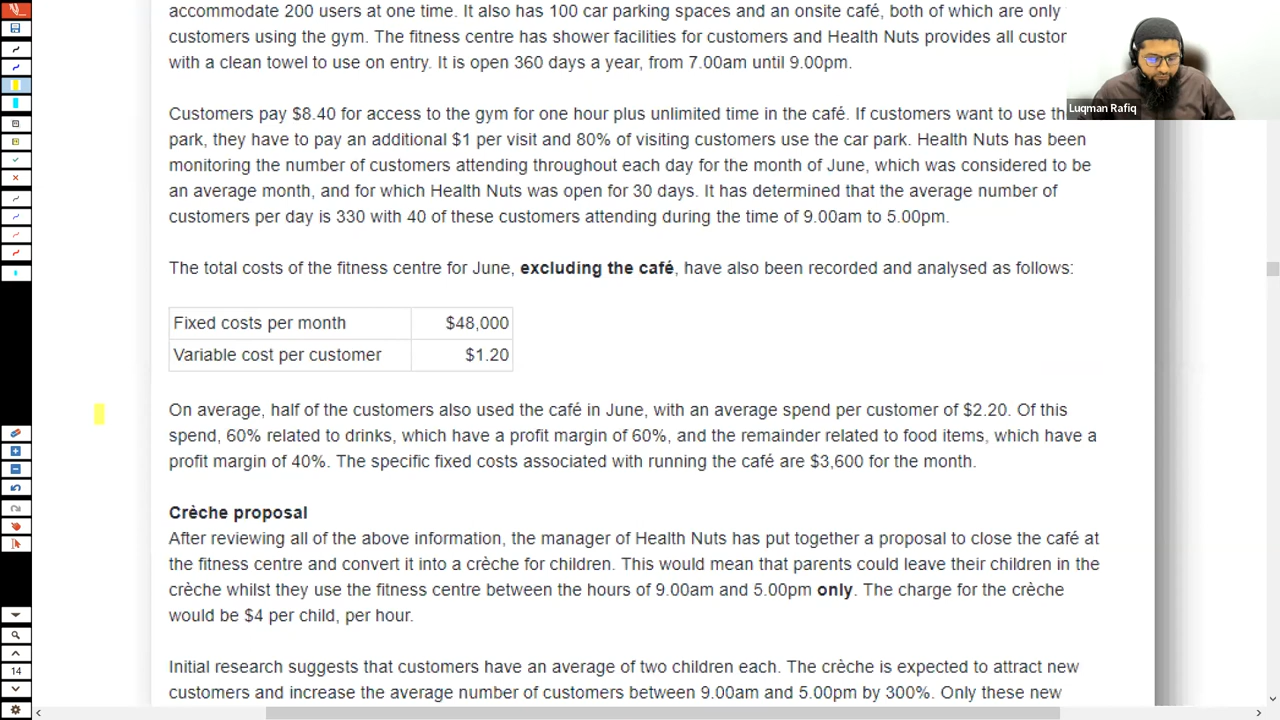 accommodate 200 users at one time. It also has 100 car parking spaces and an onsite café, both of which are only
customers using the gym. The fitness centre has shower facilities for customers and Health Nuts provides all
with a clean towel to use on entry. It is open 360 days a year, from 7.00am until 9.00pm.
Luqman Rafiq
Customers pay $8.40 for access to the gym for one hour plus unlimited time in the café. If customers want to use
park, they have to pay an additional $1 per visit and 80% of visiting customers use the car park. Health Nuts has been
monitoring the number of customers attending throughout each day for the month of June, which was considered to be
an average month, and for which Health Nuts was open for 30 days. It has determined that the average number of
customers per day is 330 with 40 of these customers attending during the time of 9.00am to 5.00pm.
The total costs of the fitness centre for June, excluding the café, have also been recorded and analysed as follows:
Fixed costs per month $48,000
Variable cost per customer $1.20
On average, half of the customers also used the café in June, with an average spend per customer of $2.20. Of this
spend, 60% related to drinks, which have a profit margin of 60%, and the remainder related to food items, which have a
profit margin of 40%. The specific fixed costs associated with running the café are $3,600 for the month.
Crèche proposal
After reviewing all of the above information, the manager of Health Nuts has put together a proposal to close the café at
the fitness centre and convert it into a crèche for children. This would mean that parents could leave their children in the
crèche whilst they use the fitness centre between the hours of 9.00am and 5.00pm only. The charge for the crèche
would be $4 per child, per hour.
Initial research suggests that customers have an average of two children each. The crèche is expected to attract new
customers and increase the average number of customers between 9.00am and 5.00pm by 300%. Only these new
14